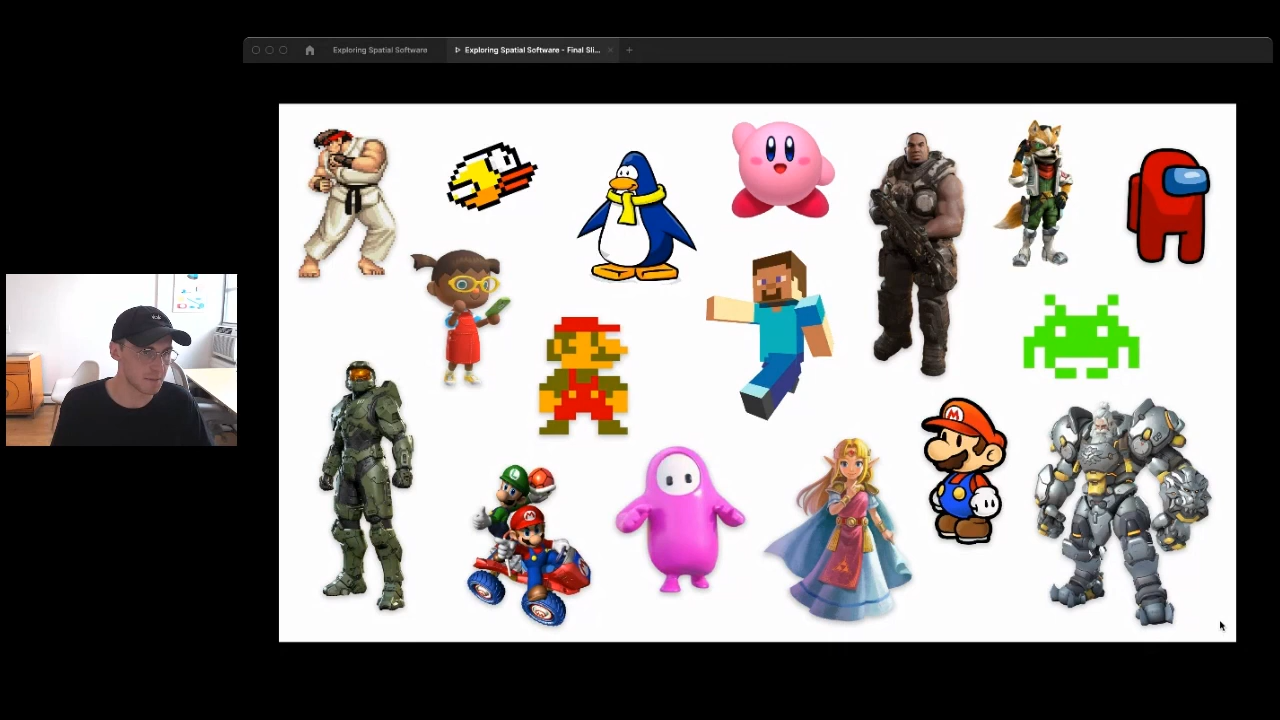 Exploring Spatial Software
Exploring Spatial Software - Final Sli...
M
L
M
M